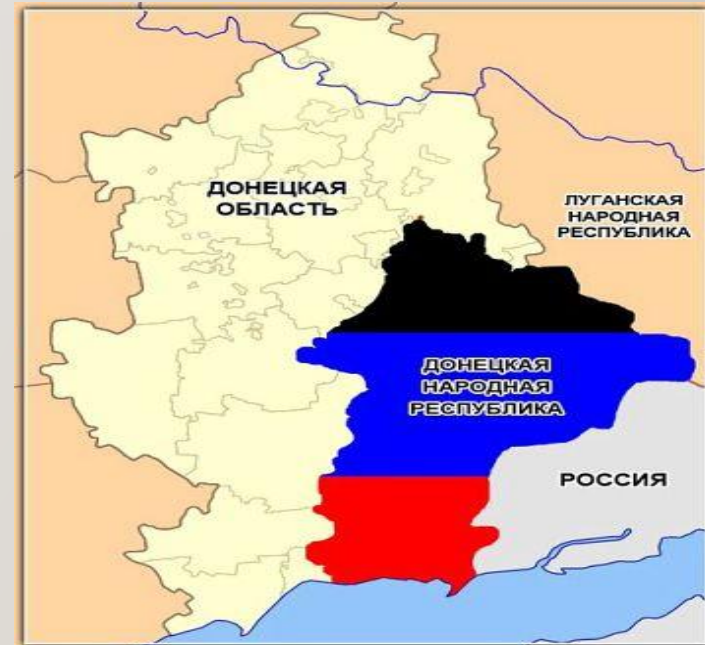 ДОНЕЦКАЯ
ОБЛАСТЬ
ЛУГАНСКАЯ
НАРОДНАЯ
РЕСПУБЛИКА
ДОНЕЦКАЯ
НАРОДНАЯ
РЕСПУБЛИКА
РОССИЯ